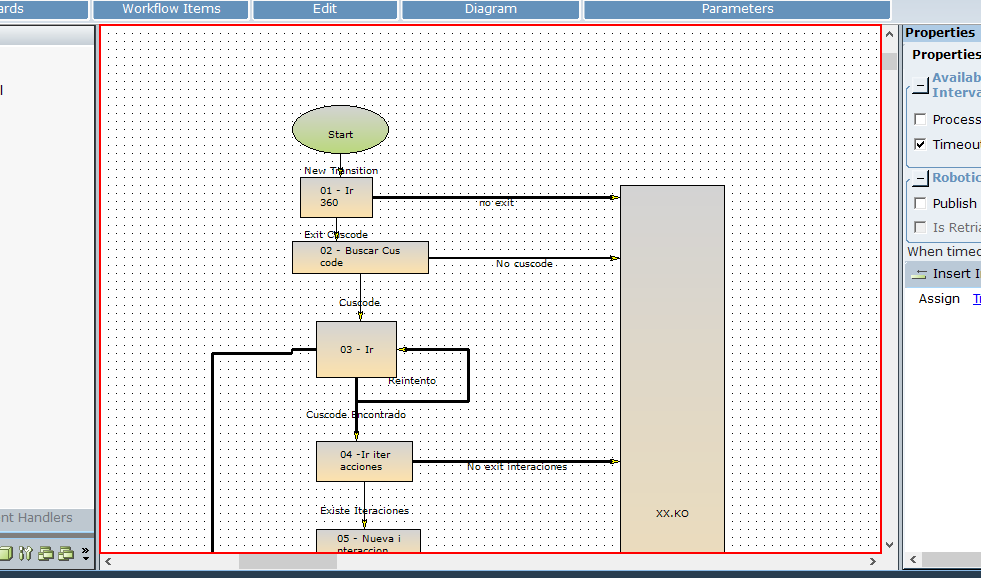 ards
Workflow Items
Edit
Diagram
Parameters
Properties
Properties
Availab
Interva
Process
Timeou
Robotic
Publish
Is Retria
When timed
Insert I
Assign
Start
New Transition
01 - Ir
360
no exit
Exit Cuscode
02 - Buscar Cus
code
No cuscode
Cuscode
03 - Ir
Reintento
Cuscode Encontrado
04 -Ir iter
acciones
No exit interaciones
Existe Iteraciones
05 - Nueva i
nteraccion
XX.KO
nt Handlers